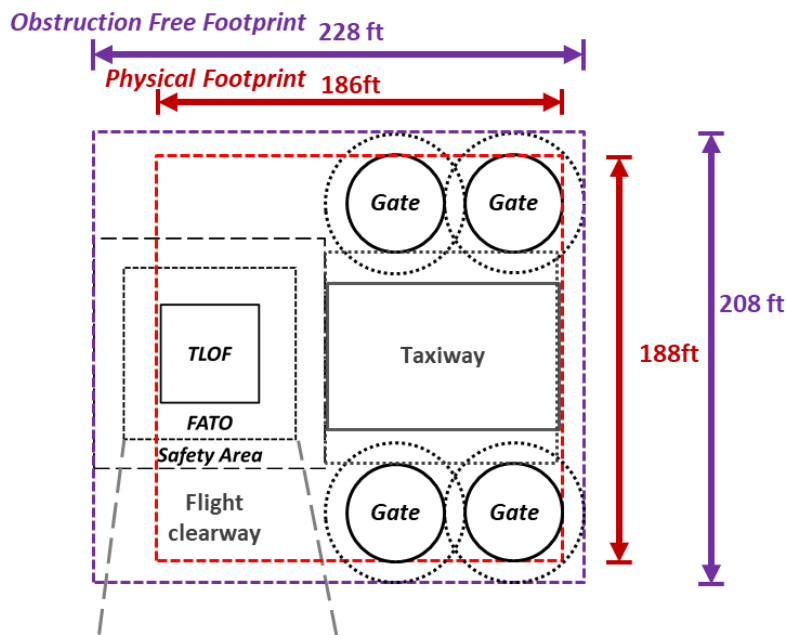 Obstruction Free Footprint 228 ft
Physical Footprint 186ft
Gate Gate
208 ft
TLOF Taxiway 188ft
FATO
Safety Area
Flight
clearway
Gate Gate